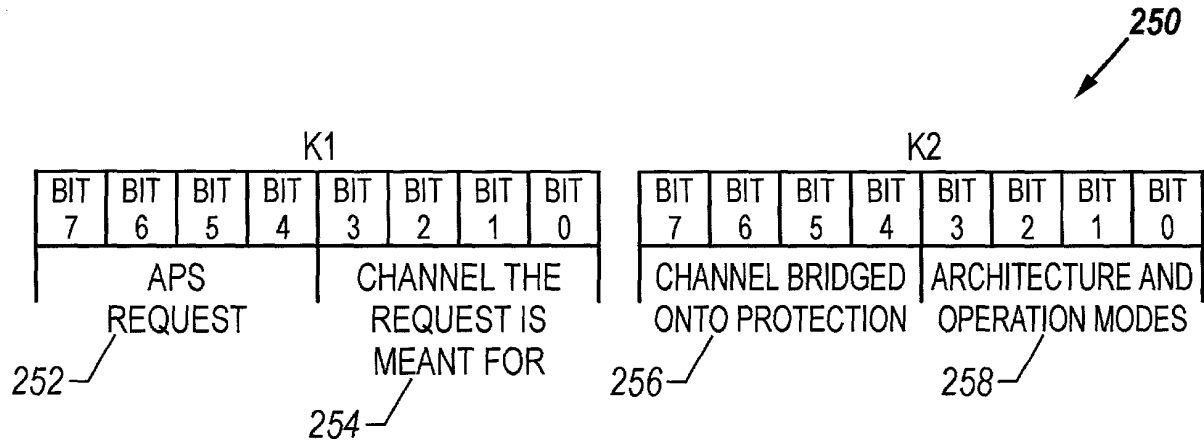 250
K1 K2
BIT BIT BIT BIT BIT BIT BIT BIT BIT BIT BIT BIT BIT BIT BIT BIT
7 6 5 4 3 2 1 0 7 6 5 4 3 2 1 0
APS CHANNEL THE CHANNEL BRIDGED ARCHITECTURE AND
REQUEST REQUEST IS ONTO PROTECTION OPERATION MODES
MEANT FOR
252 254 256 258